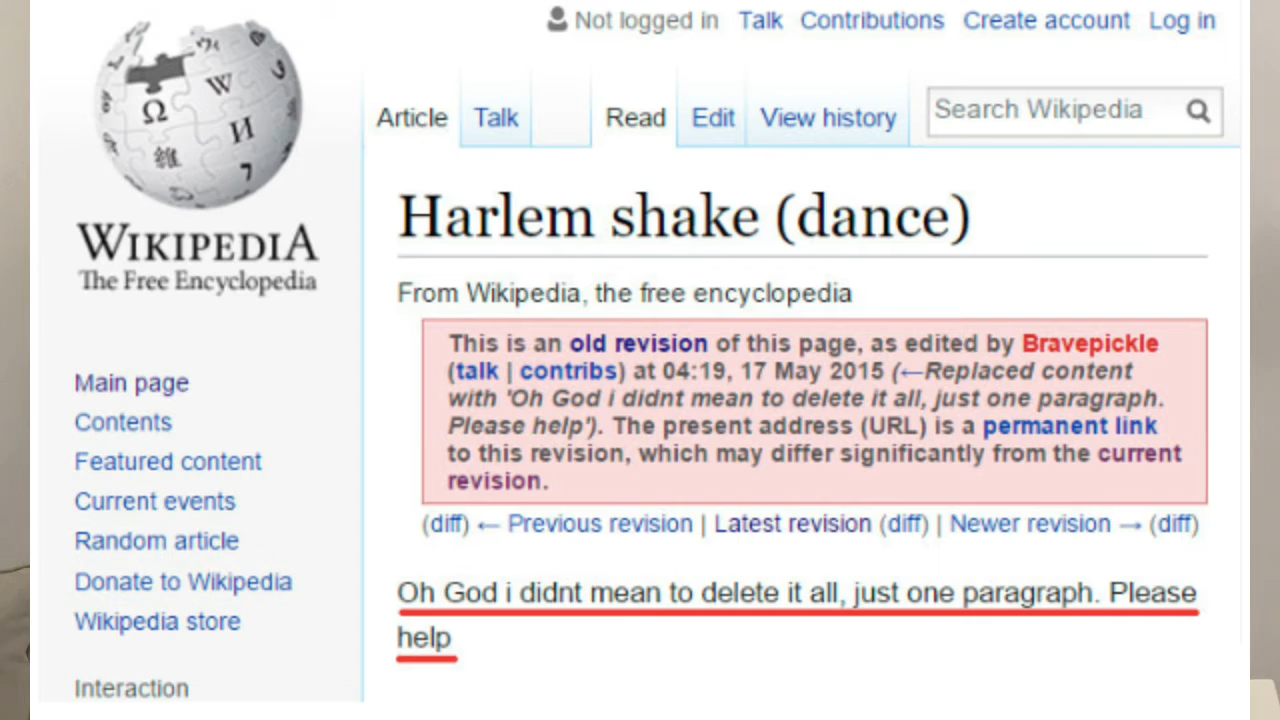 Not logged in Talk Contributions Create account Log in
Article Talk Read Edit View history Search Wikipedia
Ω W И 維 7
WIKIPEDIA
The Free Encyclopedia
Harlem shake (dance)
From Wikipedia, the free encyclopedia
This is an old revision of this page, as edited by Bravepickle
(talk | contribs) at 04:19, 17 May 2015 (←Replaced content
with 'Oh God i didnt mean to delete it all, just one paragraph.
Please help'). The present address (URL) is a permanent link
to this revision, which may differ significantly from the current
revision.
(diff) ← Previous revision | Latest revision (diff) | Newer revision → (diff)
Oh God i didnt mean to delete it all, just one paragraph. Please
help
Main page
Contents
Featured content
Current events
Random article
Donate to Wikipedia
Wikipedia store
Interaction